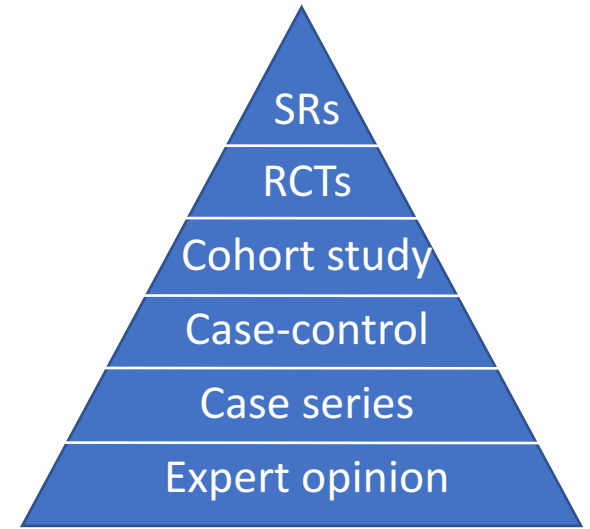 SRs
RCTs
Cohort study
Case-control
Case series
Expert opinion